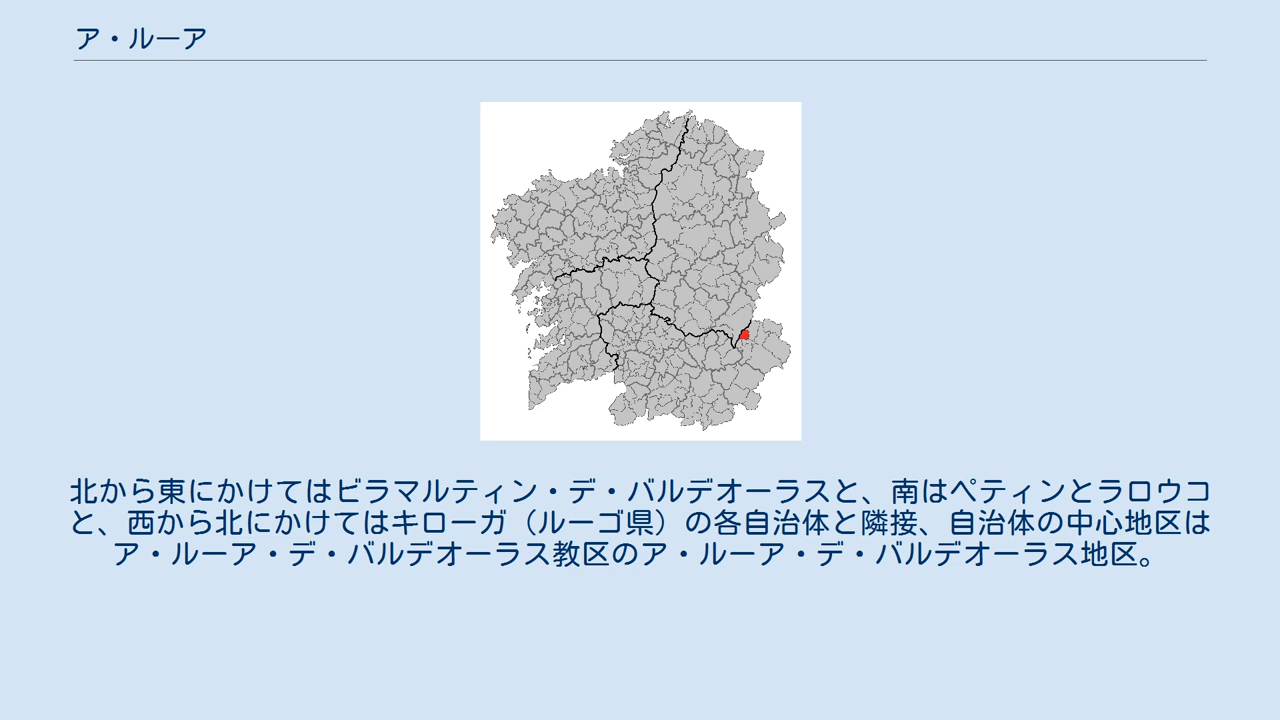 ア・ルーア
北から東にかけてはビラマルティン・デ・バルデオーラスと、南はペティンとラロウコ
と、西から北にかけてはキローガ（ルーゴ県）の各自治体と隣接、自治体の中心地区は
ア・ルーア・デ・バルデオーラス教区のア・ルーア・デ・バルデオーラス地区。